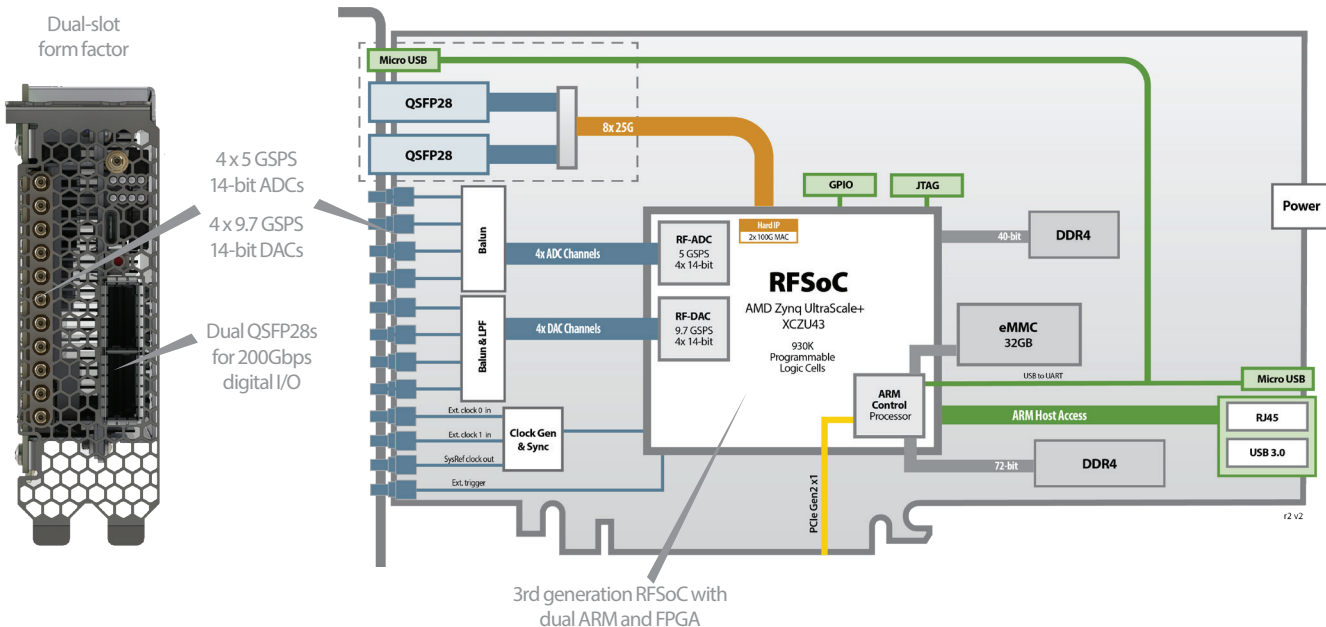 Dual-slot
form factor
4 x 5 GSPS
14-bit ADCs
4 x 9.7 GSPS
14-bit DACs
Dual QSFP28s
for 200Gbps
digital I/O
Micro USB
QSFP28
QSFP28
8x 25G
GPIO
JTAG
Power
Balun
4x ADC Channels
RF-ADC
5 GSPS
4x 14-bit
Hard IP
2x 100G MAC
40-bit
DDR4
RFSoC
AMD Zynq UltraScale+
XCZU43
930K
Programmable
Logic Cells
Balun & LPF
4x DAC Channels
RF-DAC
9.7 GSPS
4x 14-bit
eMMC
32GB
USB to UART
Micro USB
ARM
Control
Processor
ARM Host Access
RJ45
USB 3.0
Ext. clock 0 in
Ext. clock 1 in
SysRef clock out
Ext. trigger
Clock Gen
& Sync
72-bit
DDR4
PCIe Gen2 x1
r2 v2
3rd generation RFSoC with
dual ARM and FPGA